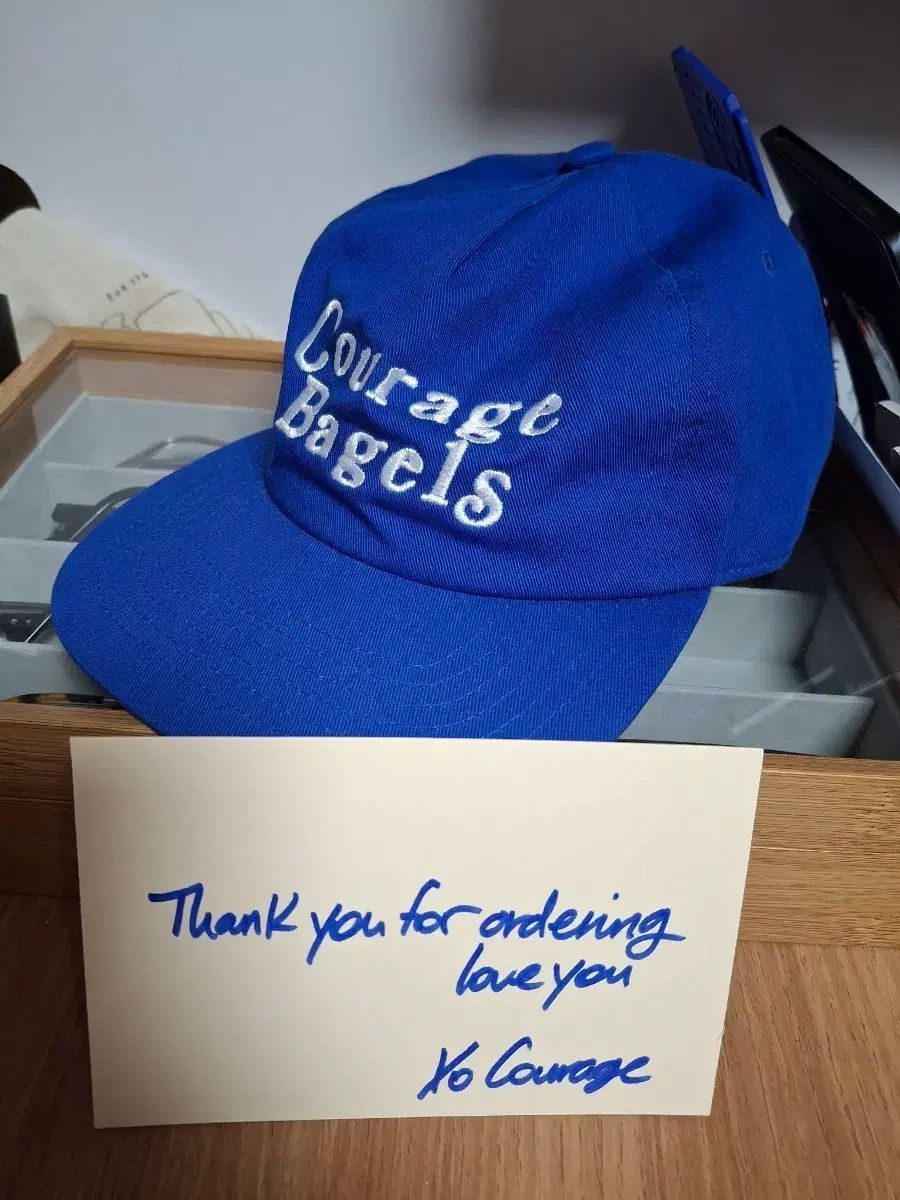 Courage
Bagels
Thank you for ordering
love you
Xo Courage